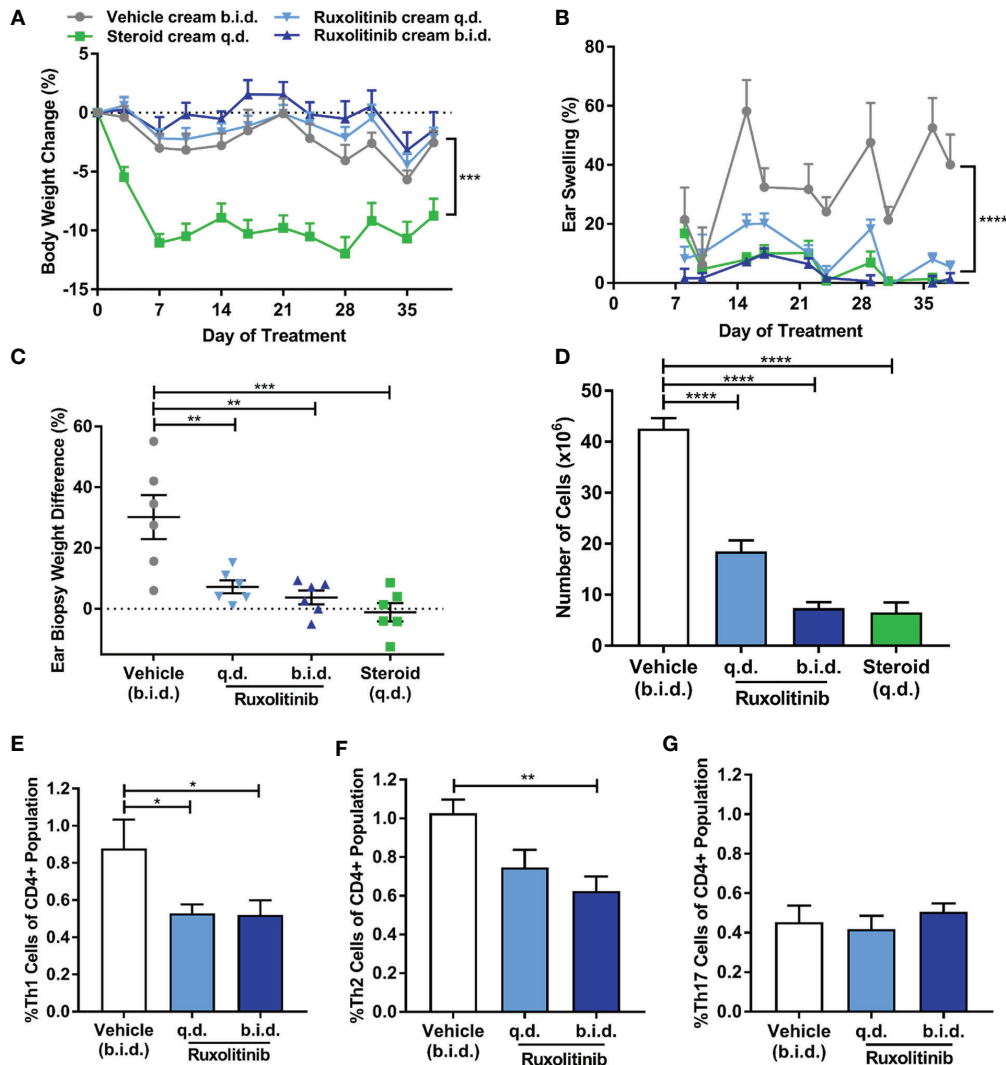 A
Vehicle cream b.i.d.
Ruxolitinib cream q.d.
Steroid cream q.d.
Ruxolitinib cream b.i.d.
Body Weight Change (%)
5
0
-5
-10
-15
0 7 14 21 28 35
Day of Treatment
***
B
Ear Swelling (%)
80
60
40
20
0
0 7 14 21 28 35
Day of Treatment
****
C
Ear Biopsy Weight Difference (%)
60
40
20
0
***
**
**
Vehicle
(b.i.d.)
q.d. b.i.d.
Ruxolitinib
Steroid
(q.d.)
D
Number of Cells (x10⁶)
50
40
30
20
10
0
****
****
****
Vehicle
(b.i.d.)
q.d. b.i.d.
Ruxolitinib
Steroid
(q.d.)
E
%Th1 Cells of CD4+ Population
1.2
1.0
0.8
0.6
0.4
0.2
0.0
*
*
Vehicle
(b.i.d.)
q.d. b.i.d.
Ruxolitinib
F
%Th2 Cells of CD4+ Population
1.2
1.0
0.8
0.6
0.4
0.2
0.0
**
Vehicle
(b.i.d.)
q.d. b.i.d.
Ruxolitinib
G
%Th17 Cells of CD4+ Population
1.2
1.0
0.8
0.6
0.4
0.2
0.0
Vehicle
(b.i.d.)
q.d. b.i.d.
Ruxolitinib